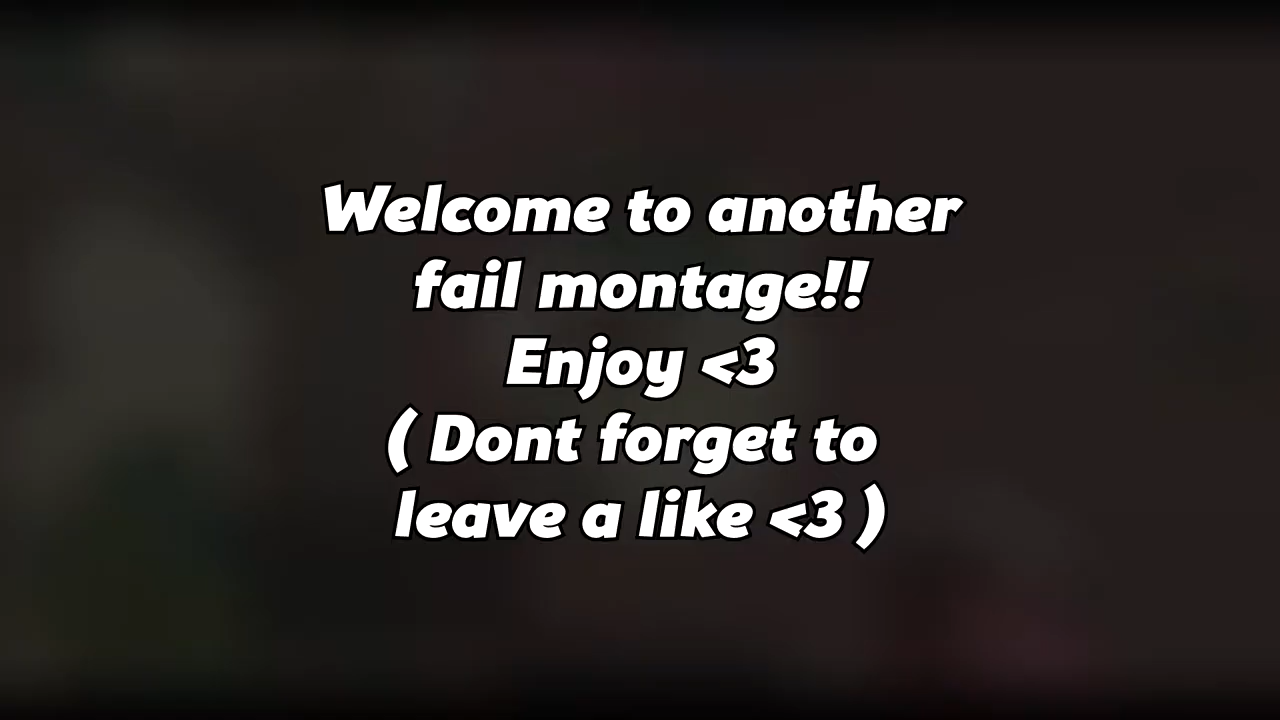 Welcome to another
fail montage!!
Enjoy <3
( Dont forget to
leave a like <3 )